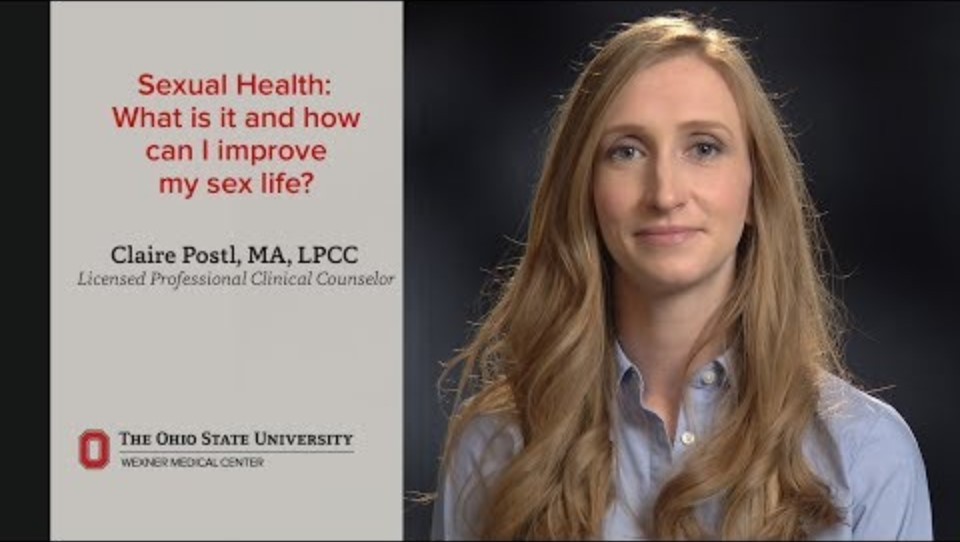 Sexual Health:
What is it and how
can I improve
my sex life?
Claire Postl, MA, LPCC
Licensed Professional Clinical Counselor
THE OHIO STATE UNIVERSITY
WEXNER MEDICAL CENTER